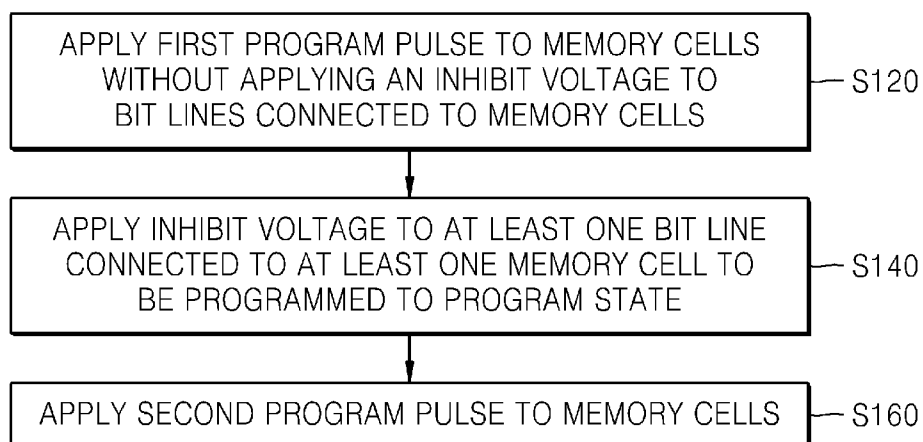 APPLY FIRST PROGRAM PULSE TO MEMORY CELLS
WITHOUT APPLYING AN INHIBIT VOLTAGE TO
BIT LINES CONNECTED TO MEMORY CELLS
S120
APPLY INHIBIT VOLTAGE TO AT LEAST ONE BIT LINE
CONNECTED TO AT LEAST ONE MEMORY CELL TO
BE PROGRAMMED TO PROGRAM STATE
S140
APPLY SECOND PROGRAM PULSE TO MEMORY CELLS
S160